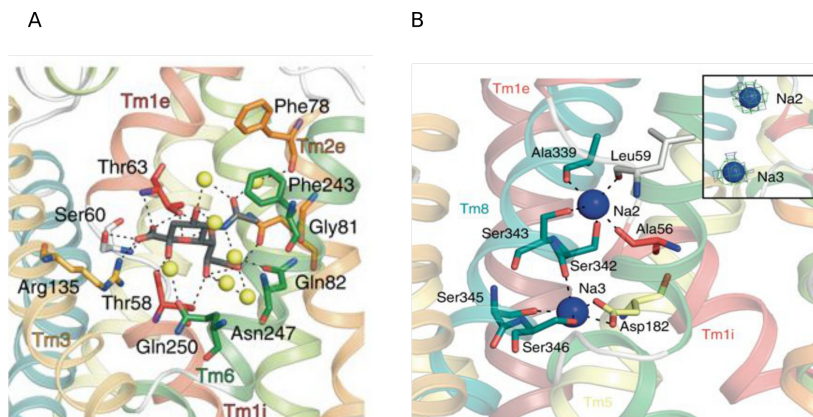 A
Tm1e
Phe78
Tm2e
Thr63
Phe243
Ser60
Gly81
Arg135
Gln82
Thr58
Asn247
Tm3
Gln250
Tm6
Tm1i
B
Tm1e
Na2
Na3
Ala339
Leu59
Tm8
Na2
Ser343
Ala56
Ser342
Na3
Ser345
Asp182
Ser346
Tm1i
Tm5